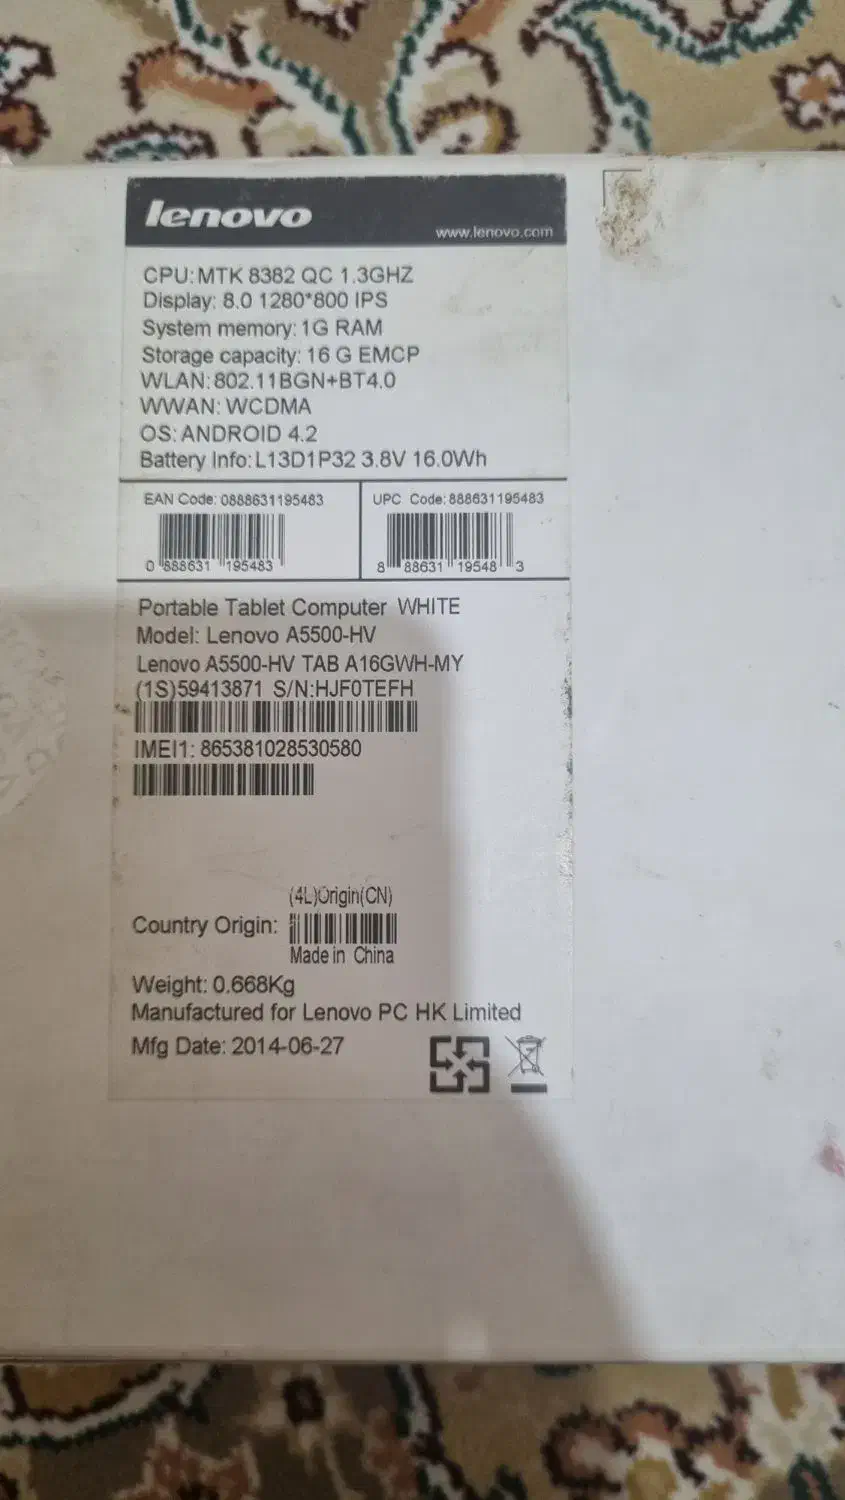 lenovo
www.lenovo.com
CPU:MTK 8382 QC 1.3GHZ
Display: 8.0 1280*800 IPS
System memory: 1G RAM
Storage capacity: 16 G EMCP
WLAN:802.11BGN+BT4.0
WWAN: WCDMA
OS: ANDROID 4.2
Battery Info:L13D1P32 3.8V 16.0Wh
EAN Code: 0888631195483
0 888631 195483
UPC Code: 888631195483
8 88631 19548 3
Portable Tablet Computer WHITE
Model: Lenovo A5500-HV
Lenovo A5500-HV TAB A16GWH-MY
(1S)59413871 S/N:HJF0TEFH
IMEI1: 865381028530580
(4L)Origin(CN)
Country Origin:
Made in China
Weight: 0.668Kg
Manufactured for Lenovo PC HK Limited
Mfg Date: 2014-06-27